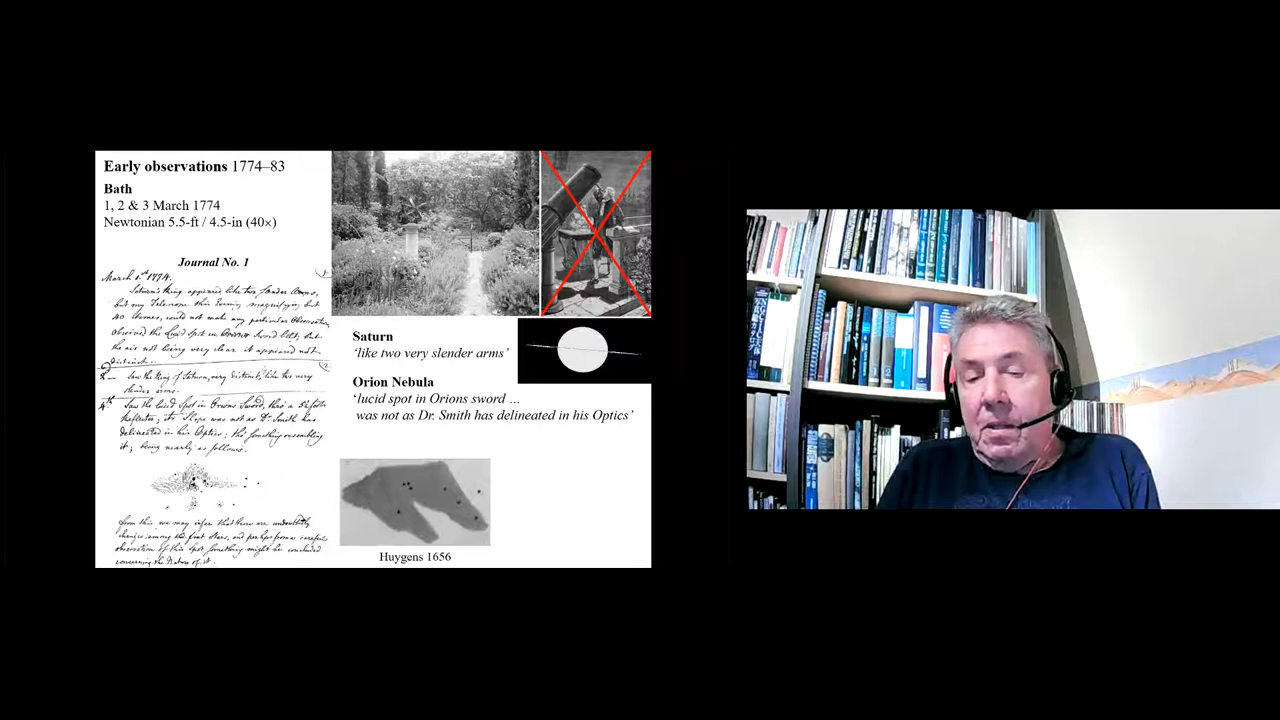 Early observations 1774–83
Bath
1, 2 & 3 March 1774
Newtonian 5.5-ft / 4.5-in (40×)
Journal No. 1
March 1st 1774.
Saturn's Ring appeared like two slender arms,
but my Telescope this Evening magnifying but
40 times, could not make any particular Observation
observed the Lucid Spot in Orions Sword belt, but
the air not being very clear it appeared not
distinct.
2 Saw the Ring of Saturn, very distinct, like two very
slender arms.
4th Saw the Lucid Spot in Orions Sword, thro' a 5½ foot
reflector; its Shape was not as Dr. Smith has
delineated in his Optics; tho' something resembling
it; being nearly as follows.
from this we may infer that there are undoubtedly
changes among the fixt Stars, and perhaps from a careful
observation of this Spot something might be concluded
concerning the Nature of it.
Saturn
‘like two very slender arms’
Orion Nebula
‘lucid spot in Orions sword ...
was not as Dr. Smith has delineated in his Optics’
Huygens 1656